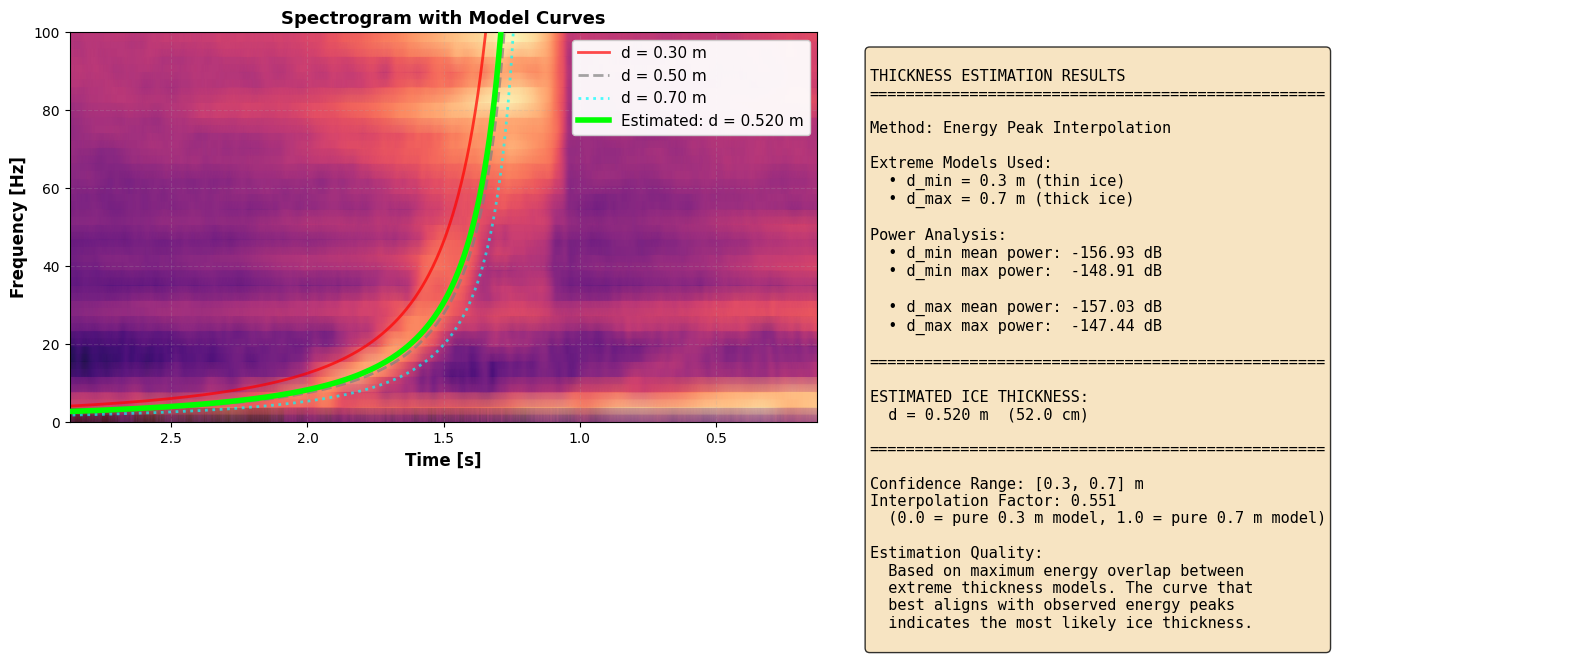 Spectrogram with Model Curves
Frequency [Hz]
100
80
60
40
20
0
2.5
2.0
1.5
1.0
0.5
Time [s]
d = 0.30 m
d = 0.50 m
d = 0.70 m
Estimated: d = 0.520 m
THICKNESS ESTIMATION RESULTS
==================================================
Method: Energy Peak Interpolation
Extreme Models Used:
• d_min = 0.3 m (thin ice)
• d_max = 0.7 m (thick ice)
Power Analysis:
• d_min mean power: -156.93 dB
• d_min max power:  -148.91 dB
• d_max mean power: -157.03 dB
• d_max max power:  -147.44 dB
==================================================
ESTIMATED ICE THICKNESS:
d = 0.520 m  (52.0 cm)
==================================================
Confidence Range: [0.3, 0.7] m
Interpolation Factor: 0.551
(0.0 = pure 0.3 m model, 1.0 = pure 0.7 m model)
Estimation Quality:
Based on maximum energy overlap between
extreme thickness models. The curve that
best aligns with observed energy peaks
indicates the most likely ice thickness.